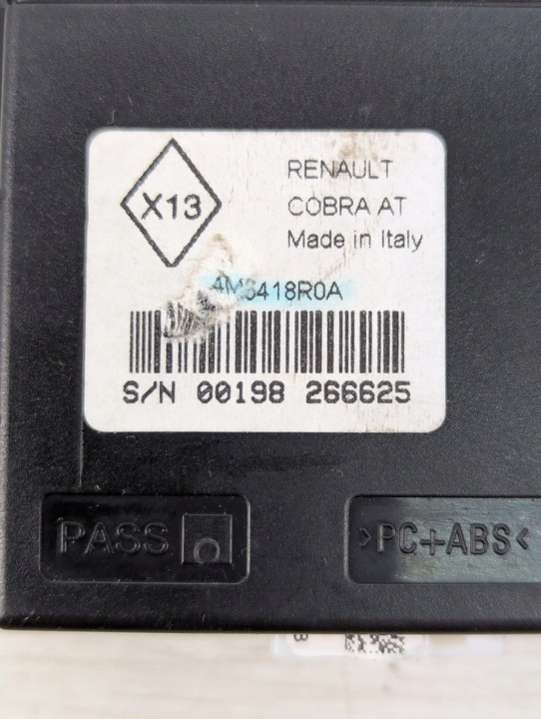 X13
RENAULT
COBRA AT
Made in Italy
S/N 00198 266625
PASS
>PC+ABS<